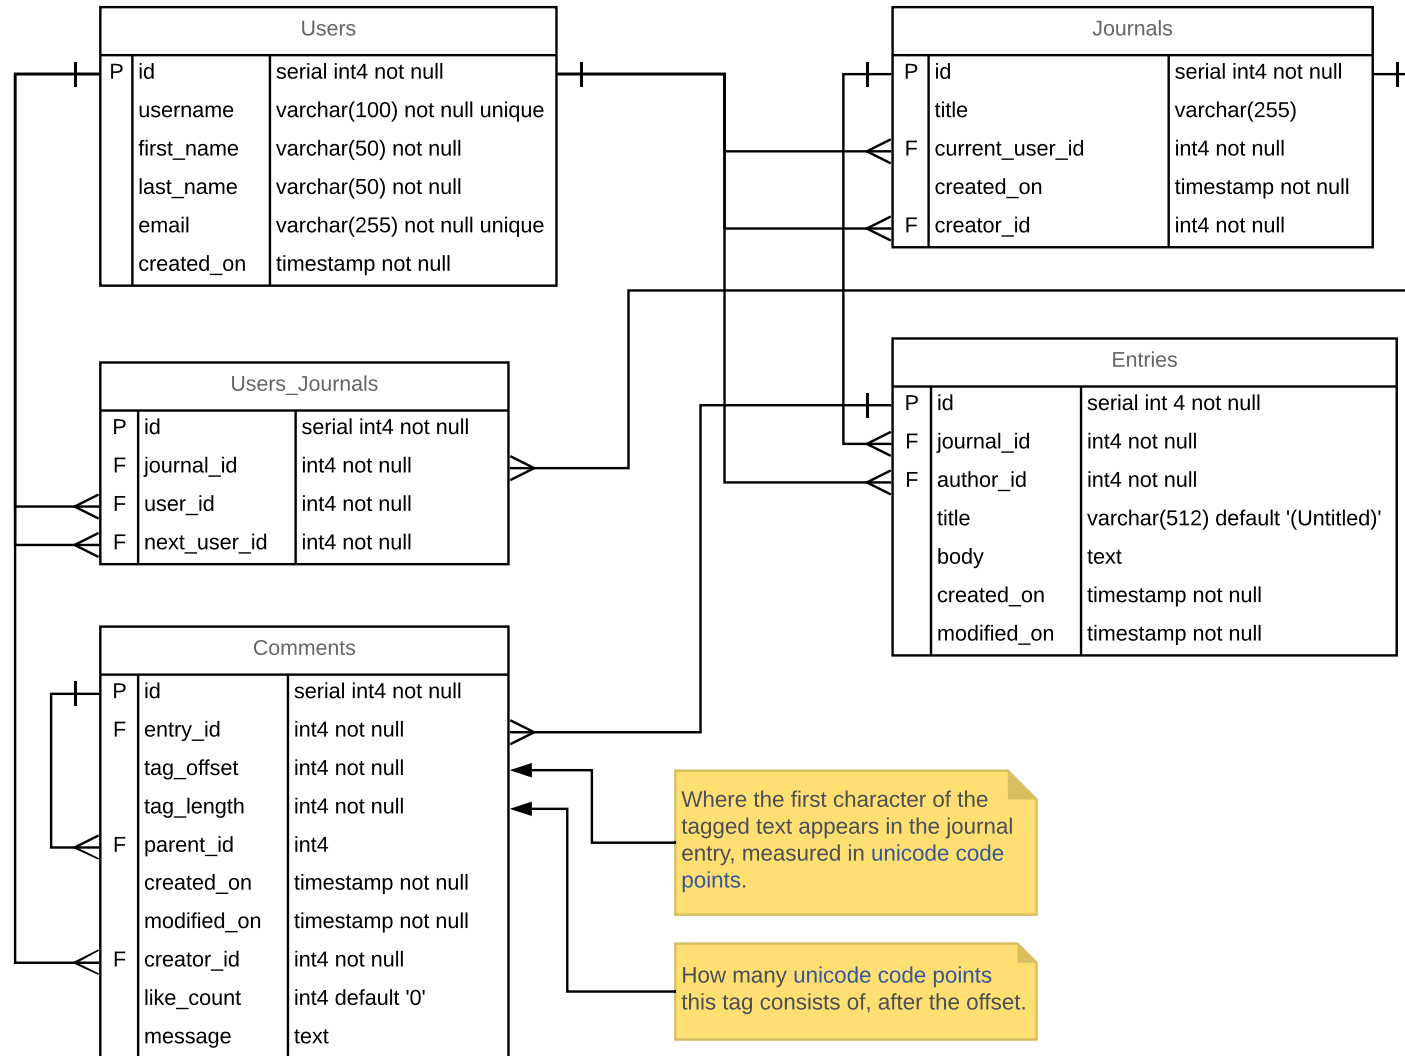 Users
P id serial int4 not null
username varchar(100) not null unique
first_name varchar(50) not null
last_name varchar(50) not null
email varchar(255) not null unique
created_on timestamp not null
Journals
P id serial int4 not null
title varchar(255)
F current_user_id int4 not null
created_on timestamp not null
F creator_id int4 not null
Users_Journals
P id serial int4 not null
F journal_id int4 not null
F user_id int4 not null
F next_user_id int4 not null
Entries
P id serial int 4 not null
F journal_id int4 not null
F author_id int4 not null
title varchar(512) default '(Untitled)'
body text
created_on timestamp not null
modified_on timestamp not null
Comments
P id serial int4 not null
F entry_id int4 not null
tag_offset int4 not null
tag_length int4 not null
F parent_id int4
created_on timestamp not null
modified_on timestamp not null
F creator_id int4 not null
like_count int4 default '0'
message text
Where the first character of the
tagged text appears in the journal
entry, measured in unicode code
points.
How many unicode code points
this tag consists of, after the offset.